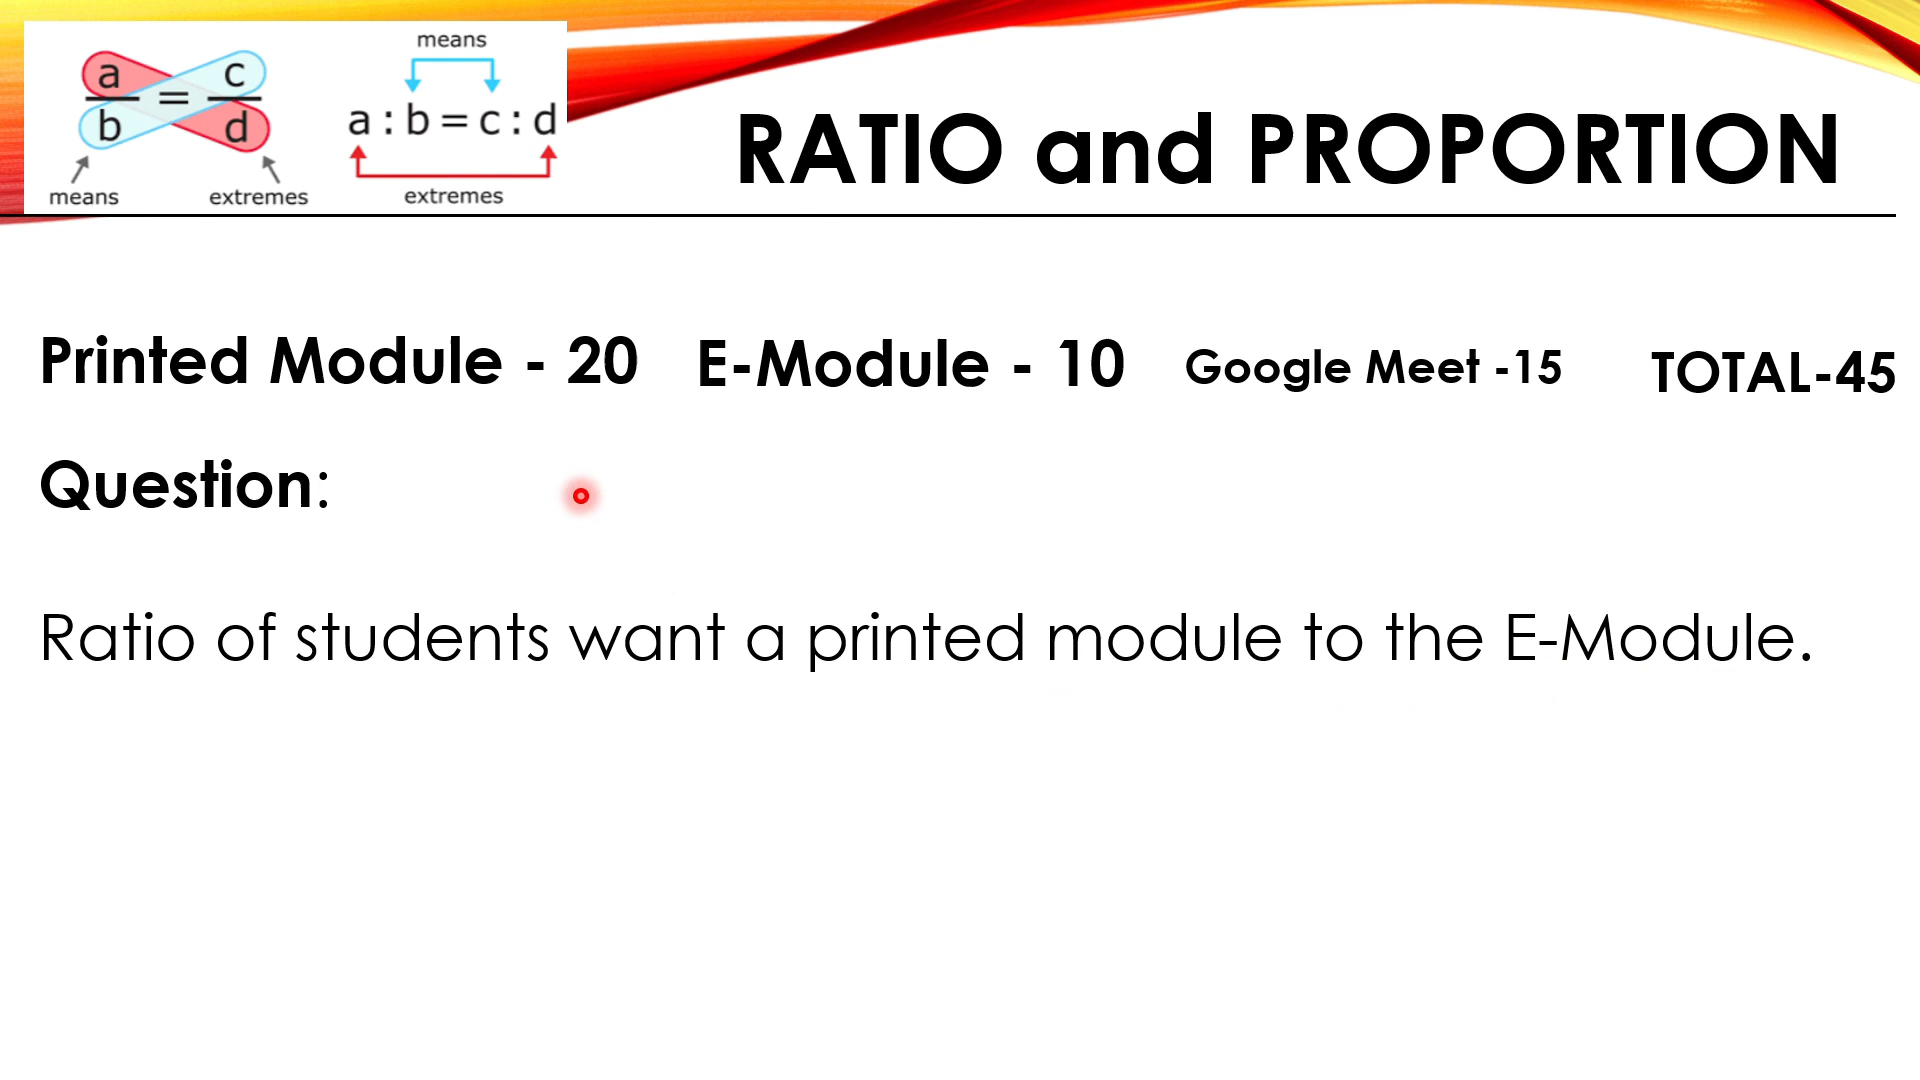 means
a = c
b d
means extremes
a : b = c : d
extremes
RATIO and PROPORTION
Printed Module - 20 E-Module - 10 Google Meet -15 TOTAL-45
Question:
Ratio of students want a printed module to the E-Module.